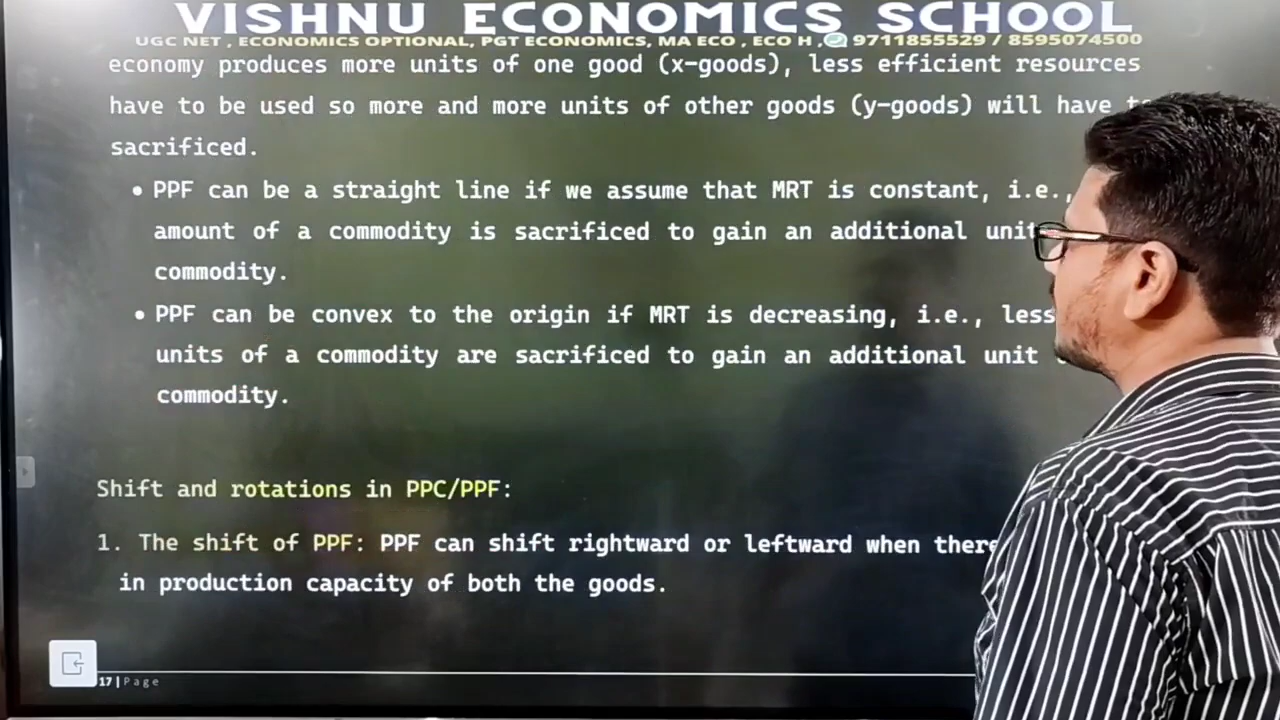 VISHNU ECONOMICS SCHOOL
UGC NET , ECONOMICS OPTIONAL, PGT ECONOMICS, MA ECO , ECO H , 9711855529 / 8595074500
economy produces more units of one good (x-goods), less efficient resources
have to be used so more and more units of other goods (y-goods) will have
sacrificed.
• PPF can be a straight line if we assume that MRT is constant, i.e.,
amount of a commodity is sacrificed to gain an additional unit
commodity.
• PPF can be convex to the origin if MRT is decreasing, i.e., less
units of a commodity are sacrificed to gain an additional unit
commodity.
Shift and rotations in PPC/PPF:
1. The shift of PPF: PPF can shift rightward or leftward when there
in production capacity of both the goods.
17 | Page